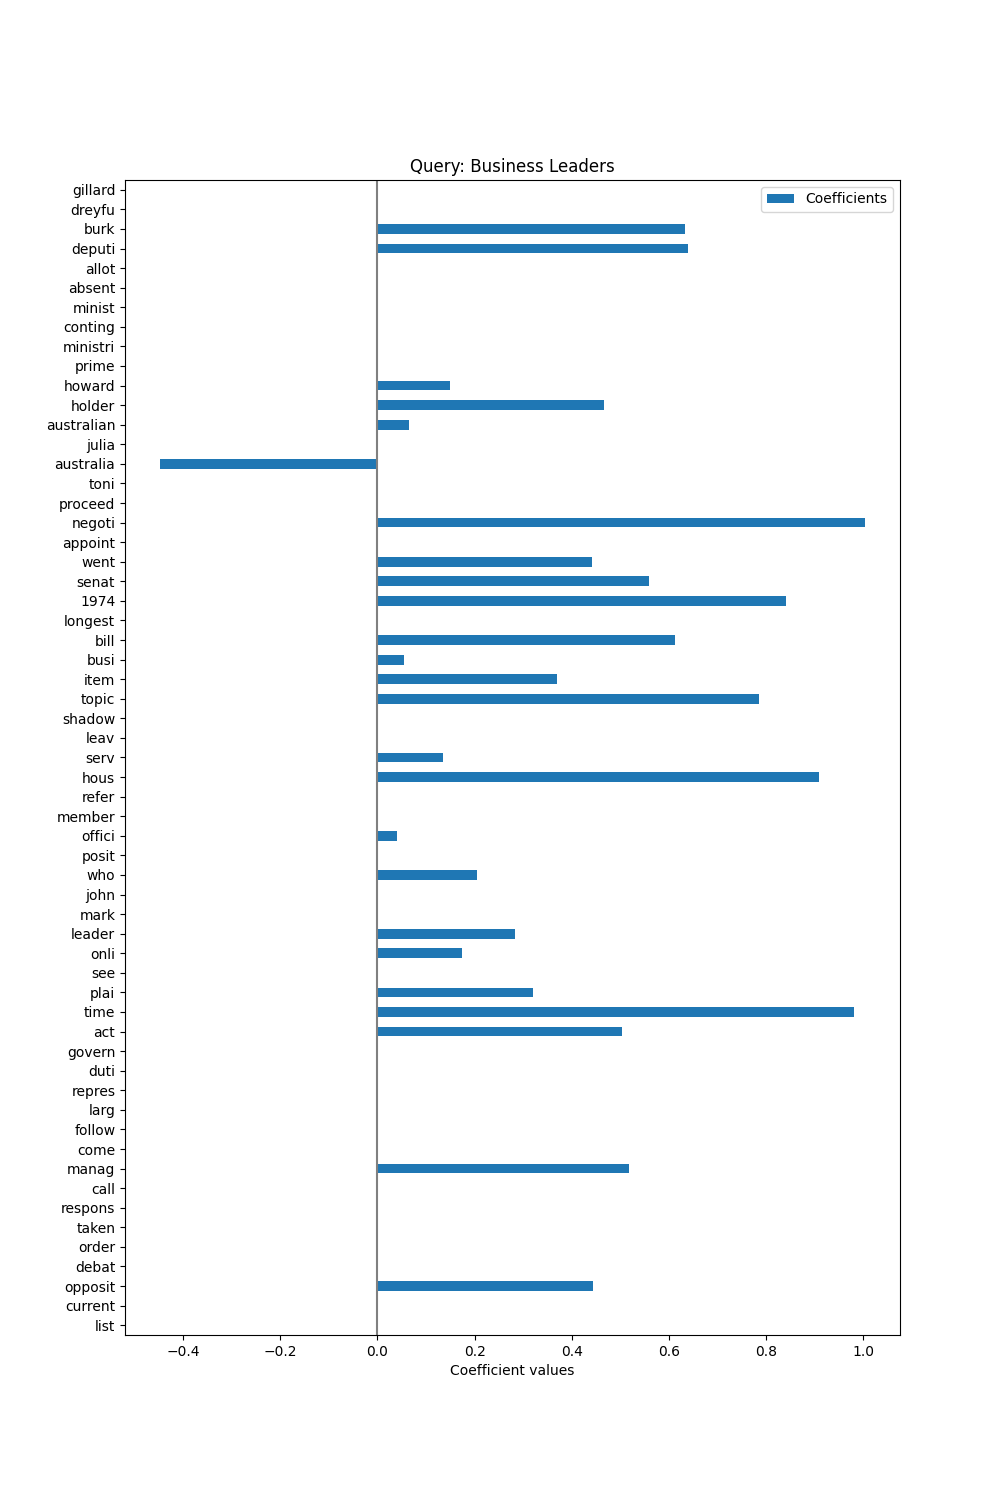 Query: Business Leaders
Coefficients
gillard
dreyfu
burk
deputi
allot
absent
minist
conting
ministri
prime
howard
holder
australian
julia
australia
toni
proceed
negoti
appoint
went
senat
1974
longest
bill
busi
item
topic
shadow
leav
serv
hous
refer
member
offici
posit
who
john
mark
leader
onli
see
plai
time
act
govern
duti
repres
larg
follow
come
manag
call
respons
taken
order
debat
opposit
current
list
−0.4 −0.2 0.0 0.2 0.4 0.6 0.8 1.0
Coefficient values